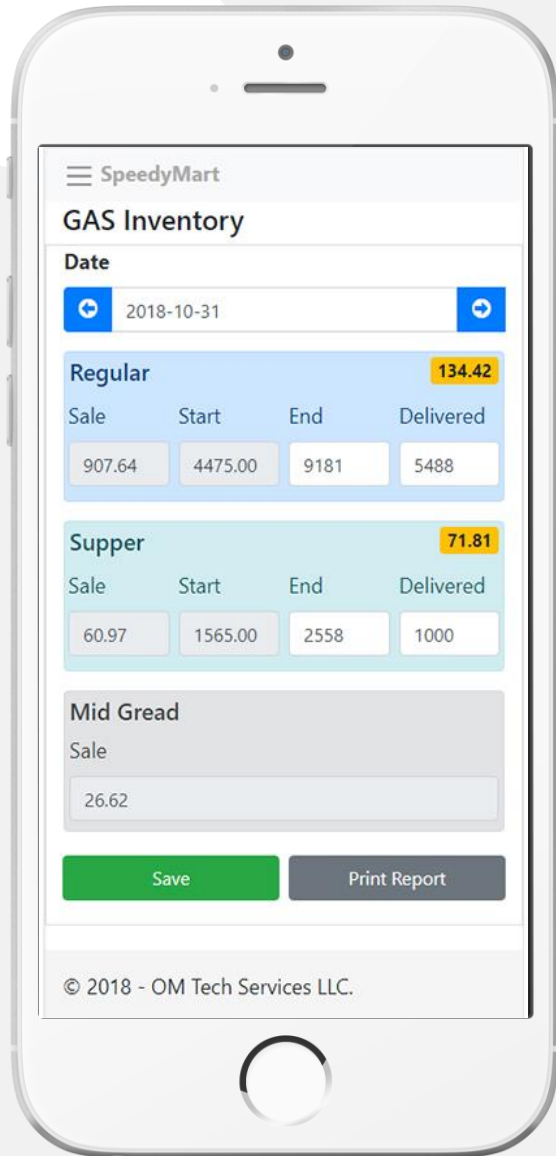 SpeedyMart
GAS Inventory
Date
2018-10-31
Regular 134.42
Sale Start End Delivered
907.64 4475.00 9181 5488
Supper 71.81
Sale Start End Delivered
60.97 1565.00 2558 1000
Mid Gread
Sale
26.62
Save Print Report
© 2018 - OM Tech Services LLC.